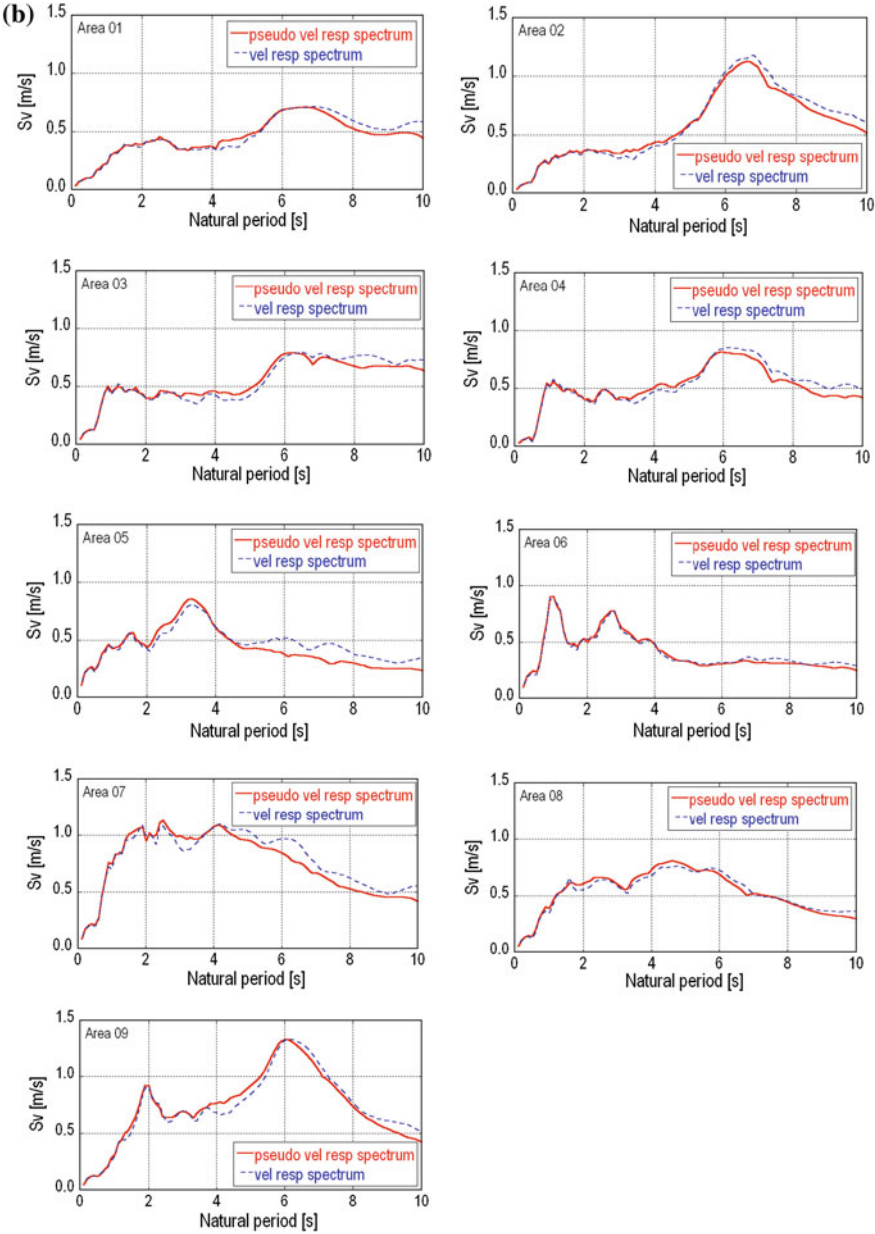 (b)
Area 01
pseudo vel resp spectrum
vel resp spectrum
Sv [m/s]
1.5
1.0
0.5
0.0
0 2 4 6 8 10
Natural period [s]
Area 02
Sv [m/s]
1.5
1.0
0.5
0.0
pseudo vel resp spectrum
vel resp spectrum
0 2 4 6 8 10
Natural period [s]
Area 03
pseudo vel resp spectrum
vel resp spectrum
Sv [m/s]
1.5
1.0
0.5
0.0
0 2 4 6 8 10
Natural period [s]
Area 04
pseudo vel resp spectrum
vel resp spectrum
Sv [m/s]
1.5
1.0
0.5
0.0
0 2 4 6 8 10
Natural period [s]
Area 05
pseudo vel resp spectrum
vel resp spectrum
Sv [m/s]
1.5
1.0
0.5
0.0
0 2 4 6 8 10
Natural period [s]
Area 06
pseudo vel resp spectrum
vel resp spectrum
Sv [m/s]
1.5
1.0
0.5
0.0
0 2 4 6 8 10
Natural period [s]
Area 07
pseudo vel resp spectrum
vel resp spectrum
Sv [m/s]
1.5
1.0
0.5
0.0
0 2 4 6 8 10
Natural period [s]
Area 08
pseudo vel resp spectrum
vel resp spectrum
Sv [m/s]
1.5
1.0
0.5
0.0
0 2 4 6 8 10
Natural period [s]
Area 09
Sv [m/s]
1.5
1.0
0.5
0.0
pseudo vel resp spectrum
vel resp spectrum
0 2 4 6 8 10
Natural period [s]